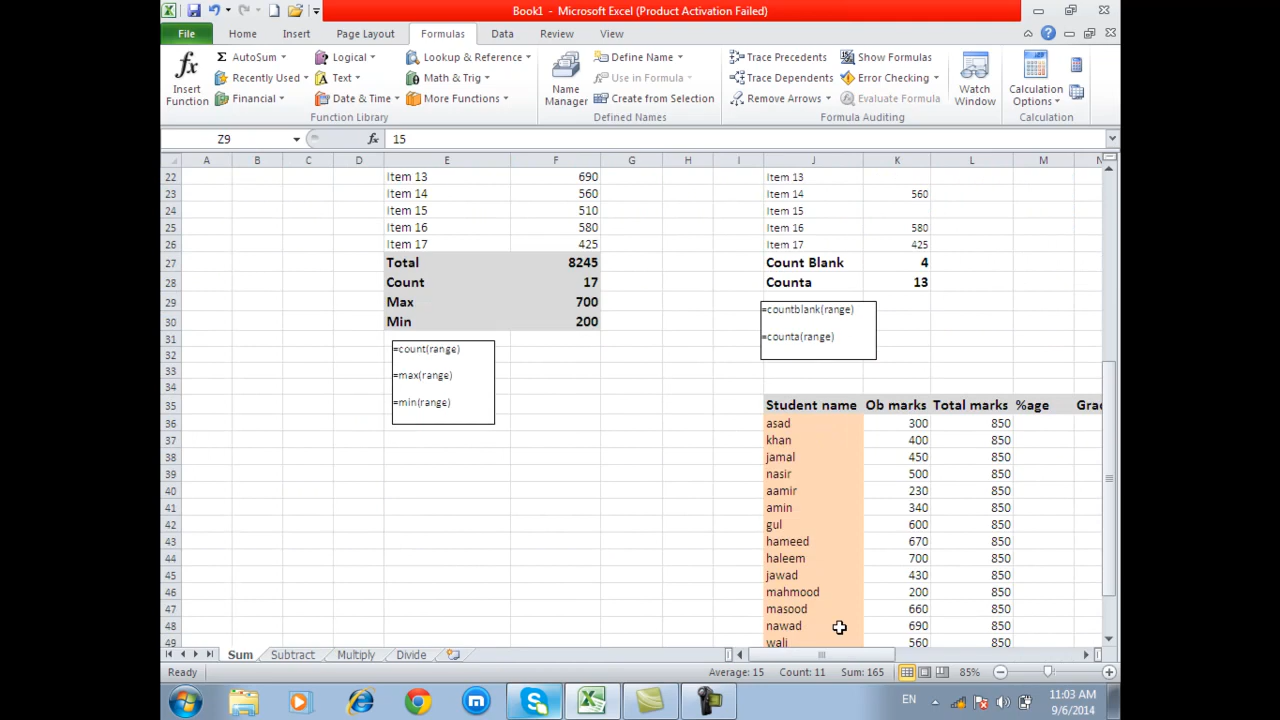 Book1 - Microsoft Excel (Product Activation Failed)
File Home Insert Page Layout Formulas Data Review View
fx Insert Function
AutoSum Recently Used Financial
Logical Text Date & Time
Lookup & Reference Math & Trig More Functions
Function Library
Name Manager
Define Name Use in Formula Create from Selection
Defined Names
Trace Precedents Trace Dependents Remove Arrows
Show Formulas Error Checking Evaluate Formula
Formula Auditing
Watch Window
Calculation Options
Calculation
Z9 fx 15
A B C D E F G H I J K L M N
22 Item 13 690 Item 13
23 Item 14 560 Item 14 560
24 Item 15 510 Item 15
25 Item 16 580 Item 16 580
26 Item 17 425 Item 17 425
27 Total 8245 Count Blank 4
28 Count 17 Counta 13
29 Max 700
30 Min 200
=countblank(range)
=counta(range)
31
32
33
34
=count(range)
=max(range)
=min(range)
35 Student name Ob marks Total marks %age Grad
36 asad 300 850
37 khan 400 850
38 jamal 450 850
39 nasir 500 850
40 aamir 230 850
41 amin 340 850
42 gul 600 850
43 hameed 670 850
44 haleem 700 850
45 jawad 430 850
46 mahmood 200 850
47 masood 660 850
48 nawad 690 850
49 wali 560 850
Sum Subtract Multiply Divide
Ready Average: 15 Count: 11 Sum: 165 85%
EN 11:03 AM
9/6/2014